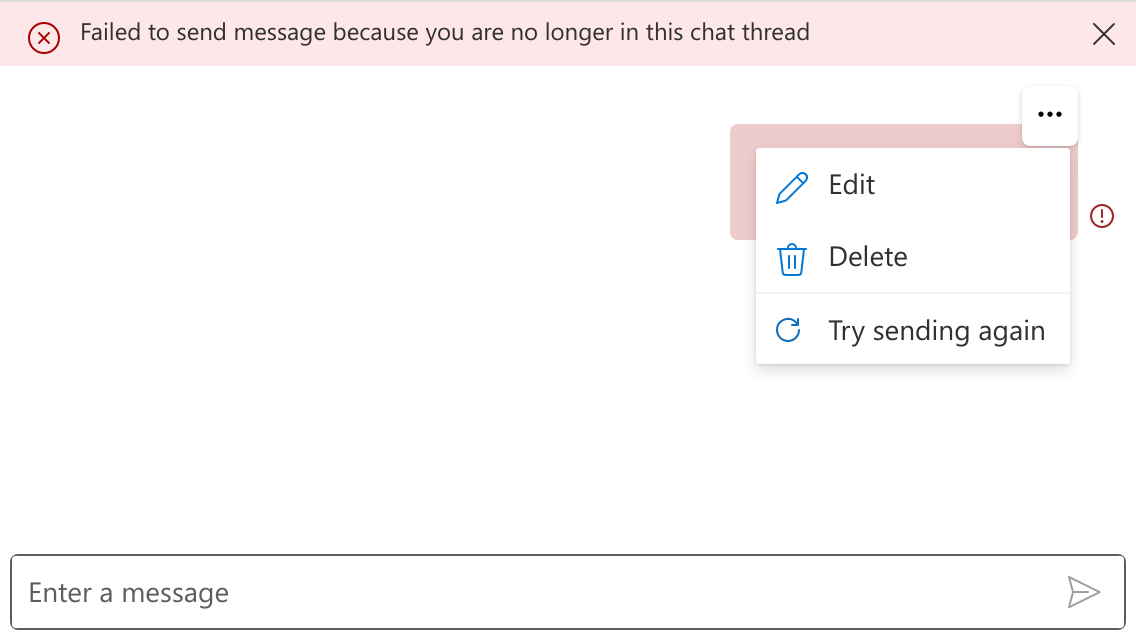 Failed to send message because you are no longer in this chat thread
Edit
Delete
Try sending again
Enter a message